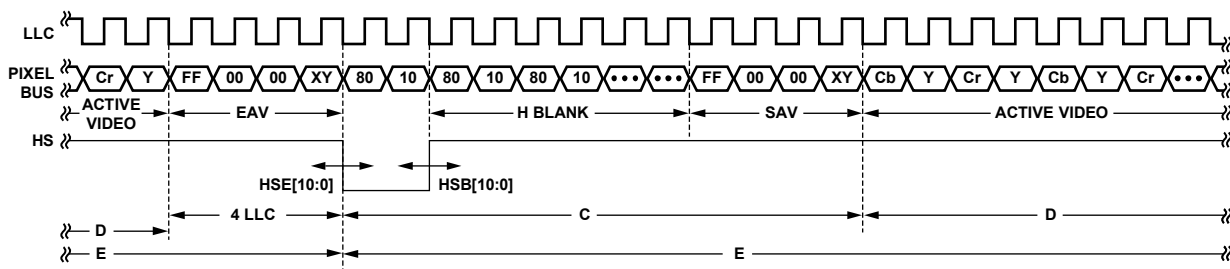 LLC
PIXEL BUS Cr Y FF 00 00 XY 80 10 80 10 80 10 ••• ••• FF 00 00 XY Cb Y Cr Y Cb Y Cr •••
ACTIVE VIDEO EAV H BLANK SAV ACTIVE VIDEO
HS
HSE[10:0] HSB[10:0]
4 LLC C D
D
E E